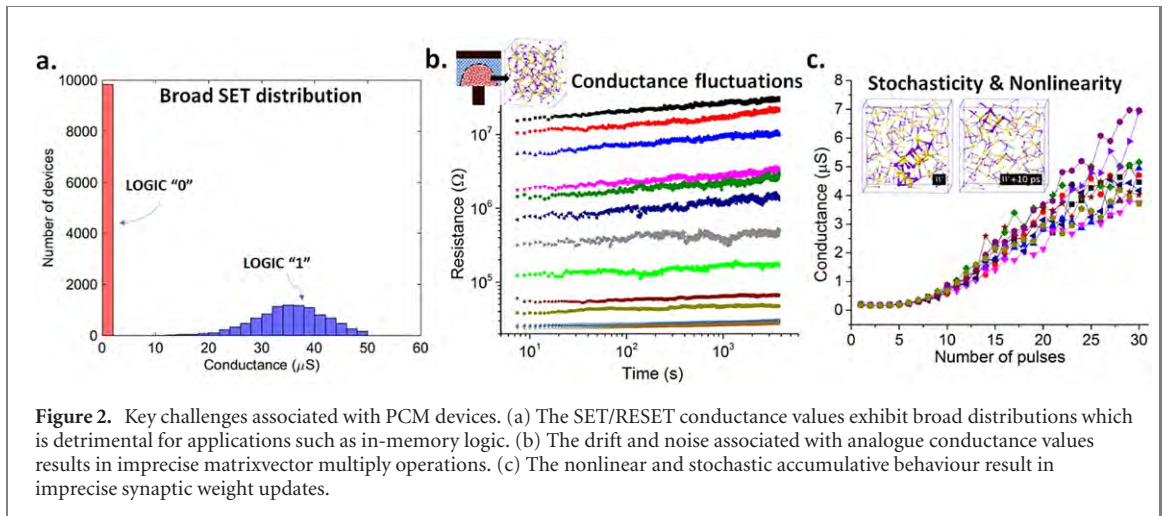 a.
Broad SET distribution
10000
8000
6000
4000
2000
0
Number of devices
LOGIC "0"
LOGIC "1"
0 10 20 30 40 50 60
Conductance (µS)
b.
Conductance fluctuations
10⁷
10⁶
10⁵
Resistance (Ω)
10¹ 10² 10³
Time (s)
c.
Stochasticity & Nonlinearity
8
7
6
5
4
3
2
1
0
Conductance (µS)
W
W+10 ps
0 5 10 15 20 25 30
Number of pulses
Figure 2. Key challenges associated with PCM devices. (a) The SET/RESET conductance values exhibit broad distributions which
is detrimental for applications such as in-memory logic. (b) The drift and noise associated with analogue conductance values
results in imprecise matrixvector multiply operations. (c) The nonlinear and stochastic accumulative behaviour result in
imprecise synaptic weight updates.